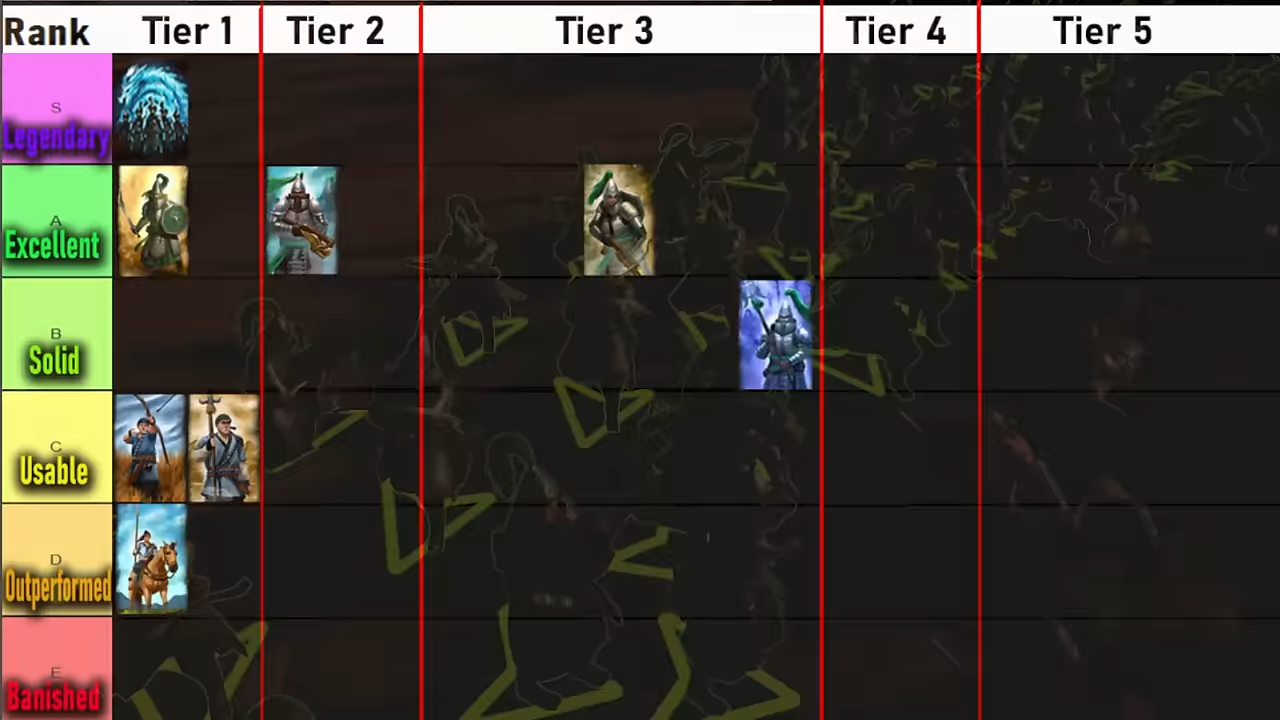 Rank Tier 1 Tier 2 Tier 3 Tier 4 Tier 5
S
Legendary
A
Excellent
B
Solid
C
Usable
D
Outperformed
E
Banished